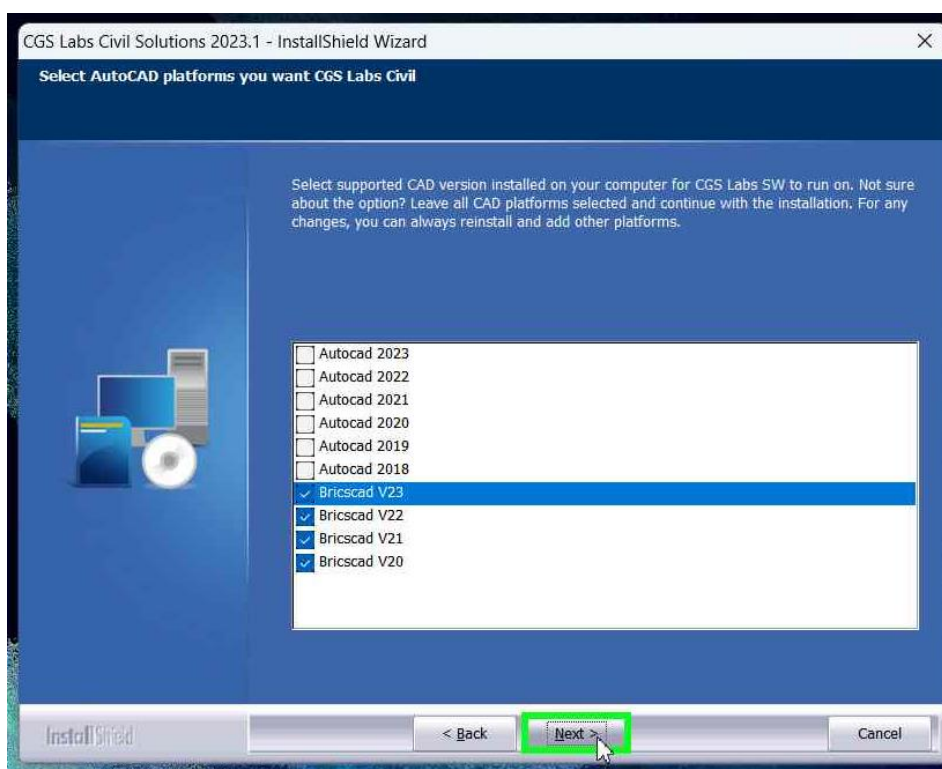 CGS Labs Civil Solutions 2023.1 - InstallShield Wizard
Select AutoCAD platforms you want CGS Labs Civil
Select supported CAD version installed on your computer for CGS Labs SW to run on. Not sure
about the option? Leave all CAD platforms selected and continue with the installation. For any
changes, you can always reinstall and add other platforms.
Autocad 2023
Autocad 2022
Autocad 2021
Autocad 2020
Autocad 2019
Autocad 2018
Bricscad V23
Bricscad V22
Bricscad V21
Bricscad V20
InstallShield
< Back
Next >
Cancel